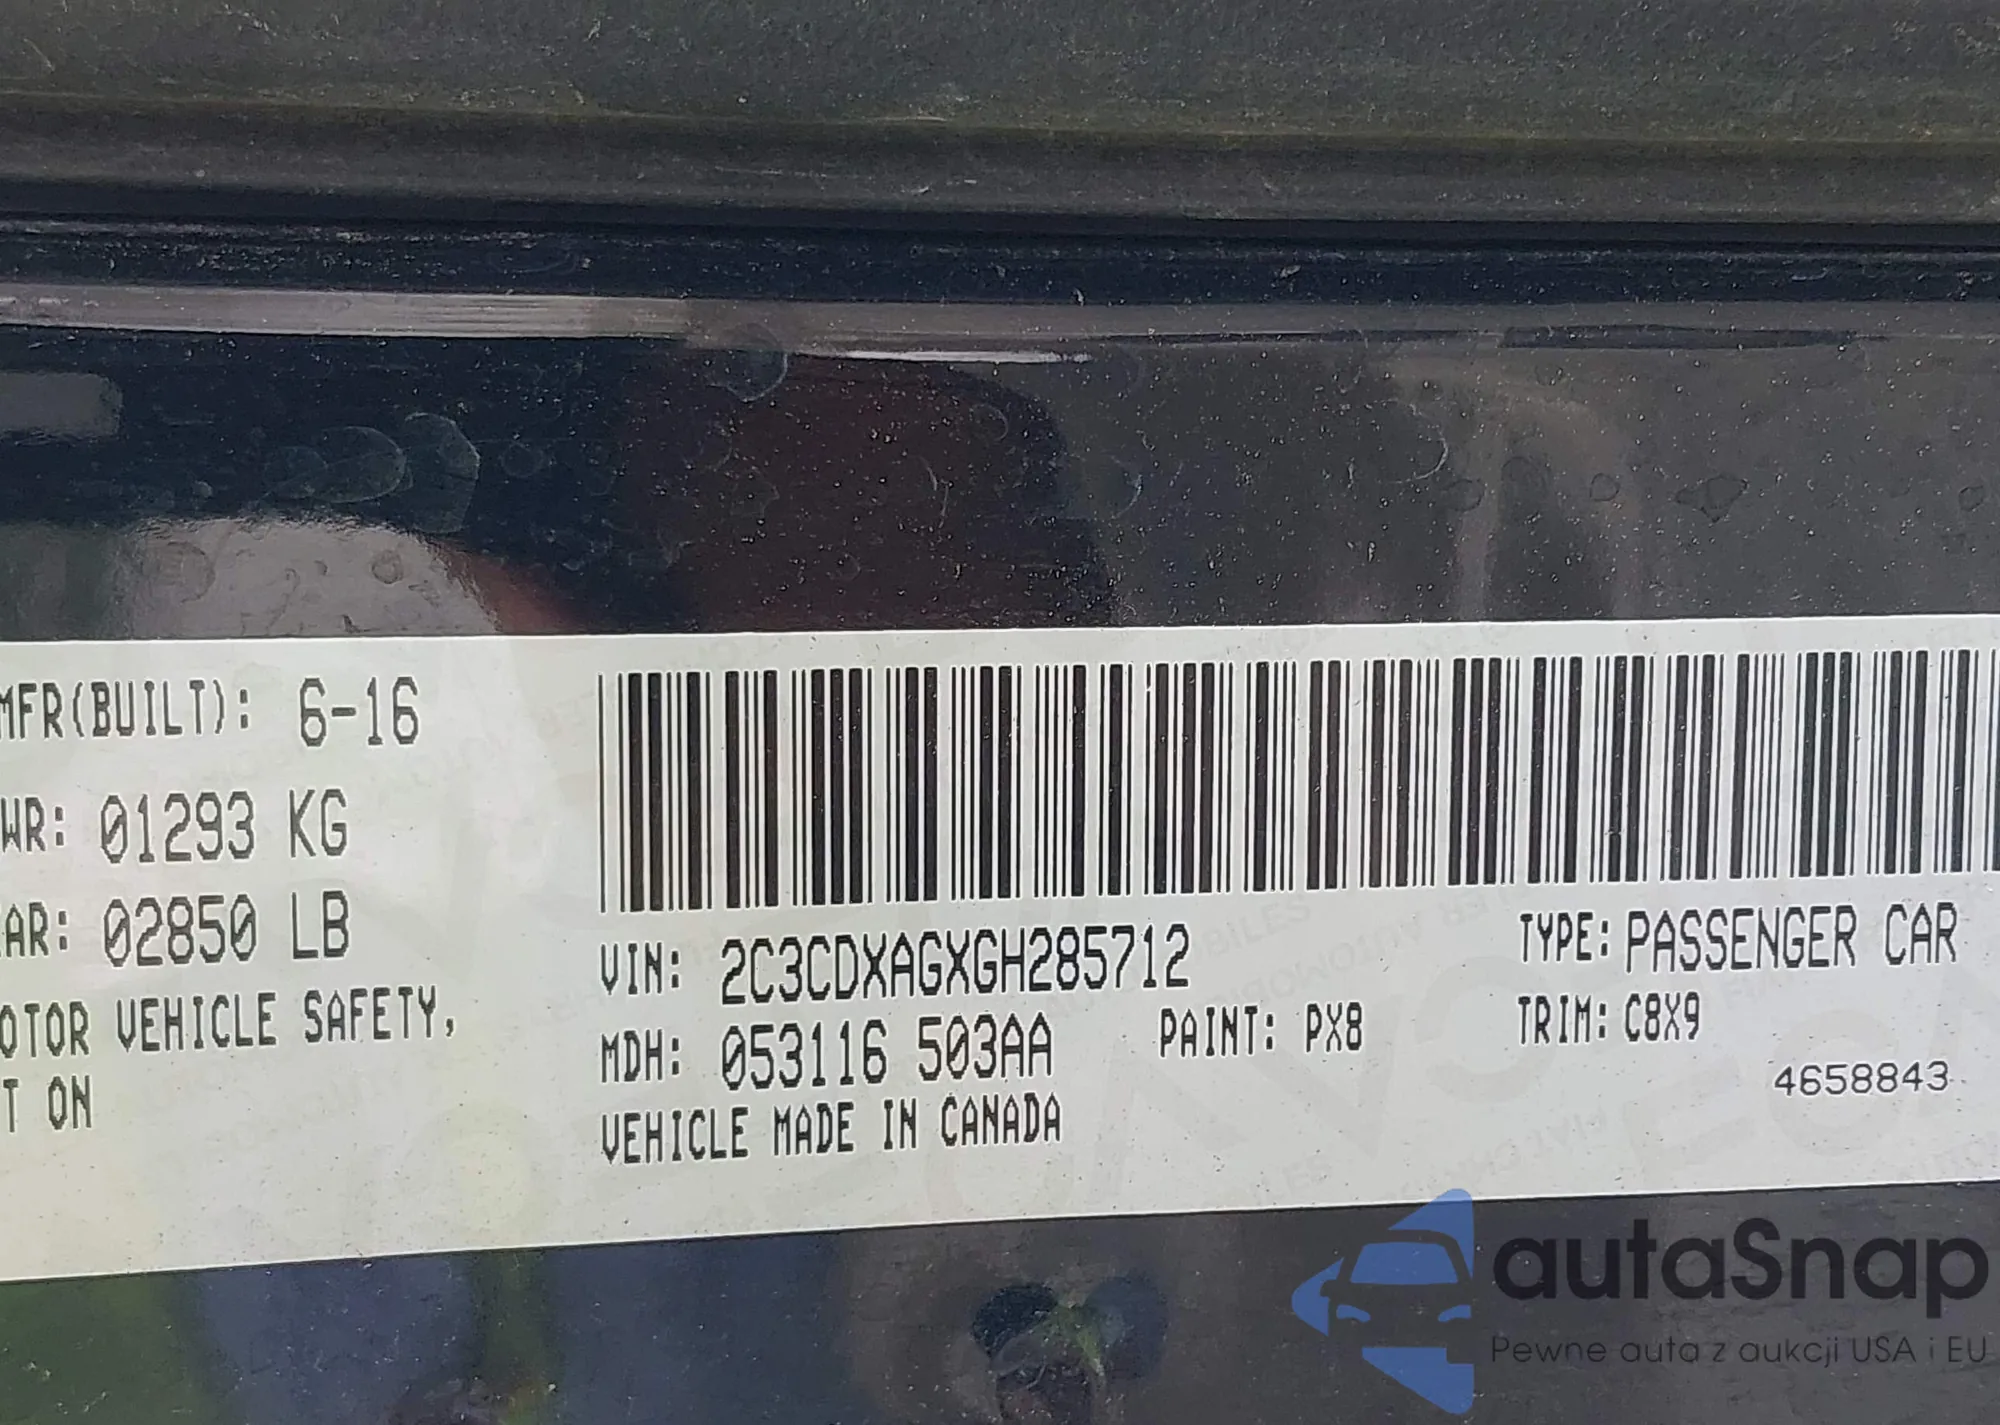 MFR(BUILT): 6-16
WR: 01293 KG
AR: 02850 LB
OTOR VEHICLE SAFETY,
T ON
VIN: 2C3CDXAGXGH285712
TYPE: PASSENGER CAR
MDH: 053116 503AA
PAINT: PX8
TRIM: C8X9
VEHICLE MADE IN CANADA
4658843
autaSnap
Pewne auta z aukcji USA i EU